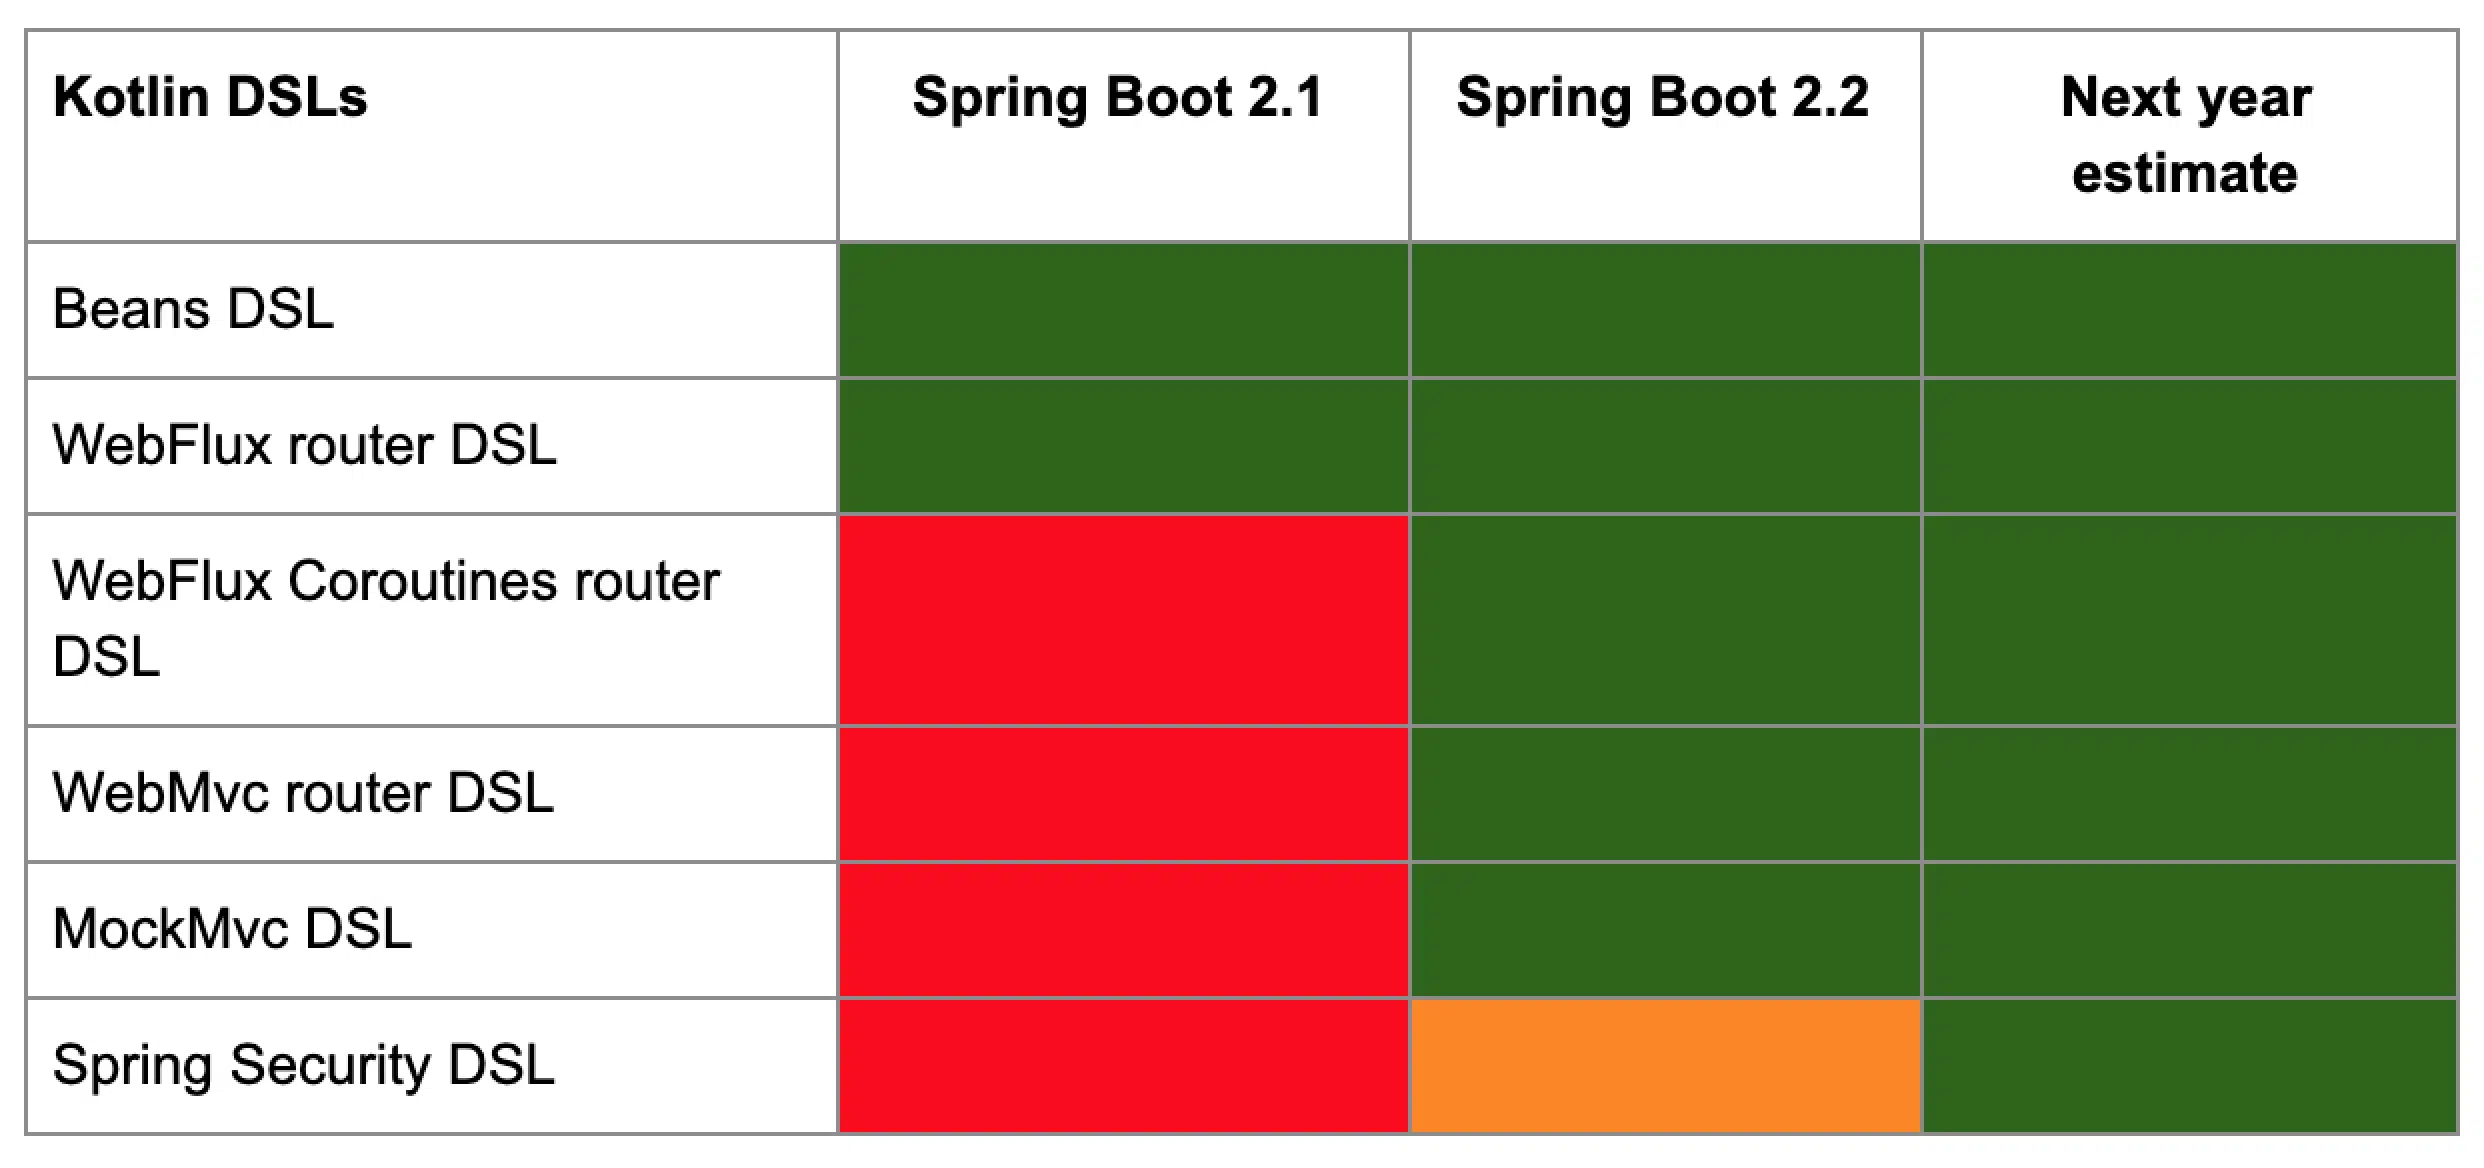 Kotlin DSLs
Spring Boot 2.1
Spring Boot 2.2
Next year
estimate
Beans DSL
WebFlux router DSL
WebFlux Coroutines router
DSL
WebMvc router DSL
MockMvc DSL
Spring Security DSL